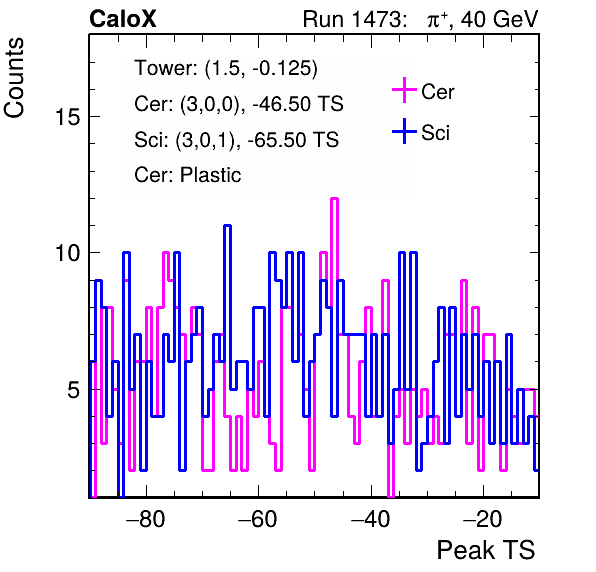 CaloX Run 1473: π⁺, 40 GeV
Counts
Tower: (1.5, -0.125)
Cer: (3,0,0), -46.50 TS
Sci: (3,0,1), -65.50 TS
Cer: Plastic
Cer
Sci
15
10
5
−80 −60 −40 −20
Peak TS